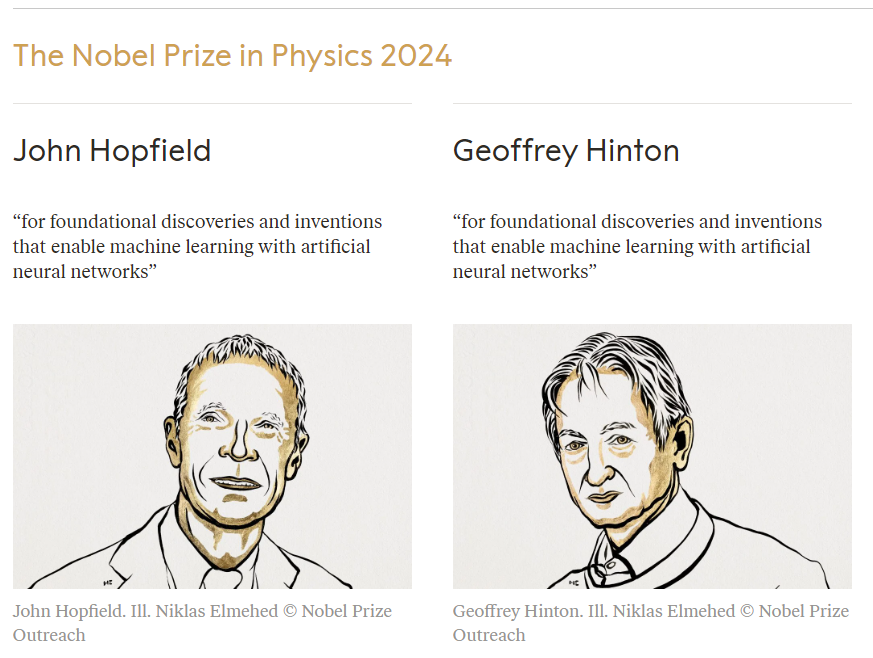 The Nobel Prize in Physics 2024
John Hopfield
“for foundational discoveries and inventions
that enable machine learning with artificial
neural networks”
John Hopfield. Ill. Niklas Elmehed © Nobel Prize
Outreach
Geoffrey Hinton
“for foundational discoveries and inventions
that enable machine learning with artificial
neural networks”
Geoffrey Hinton. Ill. Niklas Elmehed © Nobel Prize
Outreach